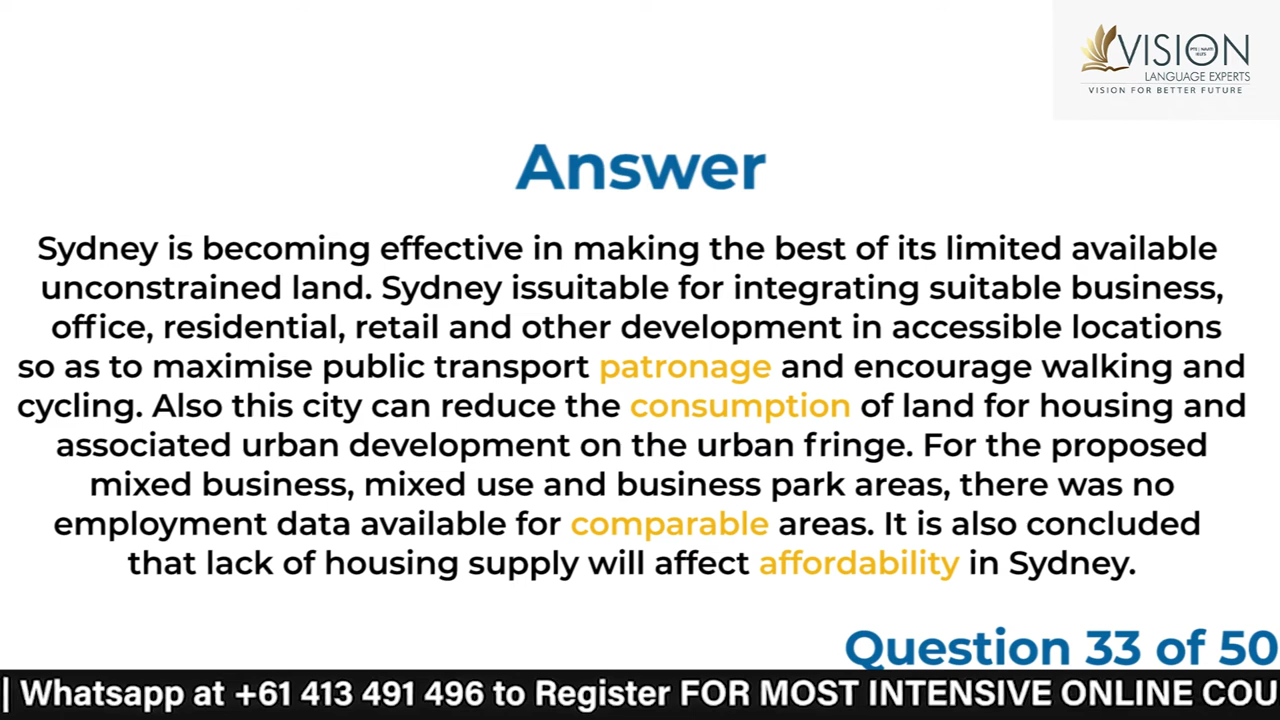 VISION
LANGUAGE EXPERTS
VISION FOR BETTER FUTURE
Answer
Sydney is becoming effective in making the best of its limited available
unconstrained land. Sydney issuitable for integrating suitable business,
office, residential, retail and other development in accessible locations
so as to maximise public transport patronage and encourage walking and
cycling. Also this city can reduce the consumption of land for housing and
associated urban development on the urban fringe. For the proposed
mixed business, mixed use and business park areas, there was no
employment data available for comparable areas. It is also concluded
that lack of housing supply will affect affordability in Sydney.
Question 33 of 50
| Whatsapp at +61 413 491 496 to Register FOR MOST INTENSIVE ONLINE COU